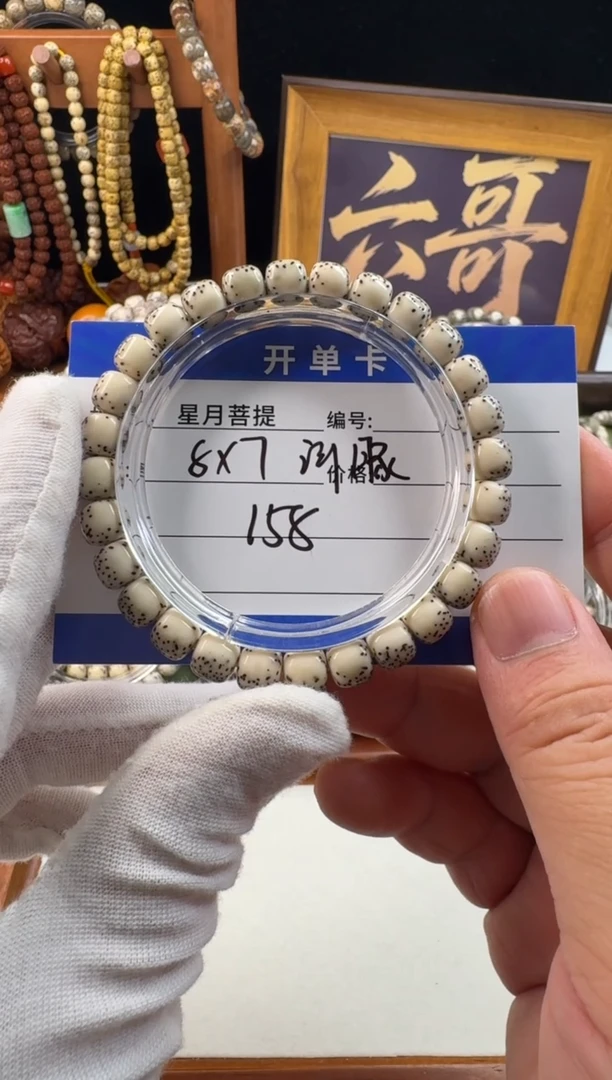 六哥
开单卡
星月菩提 编号:
8x7
价格
158